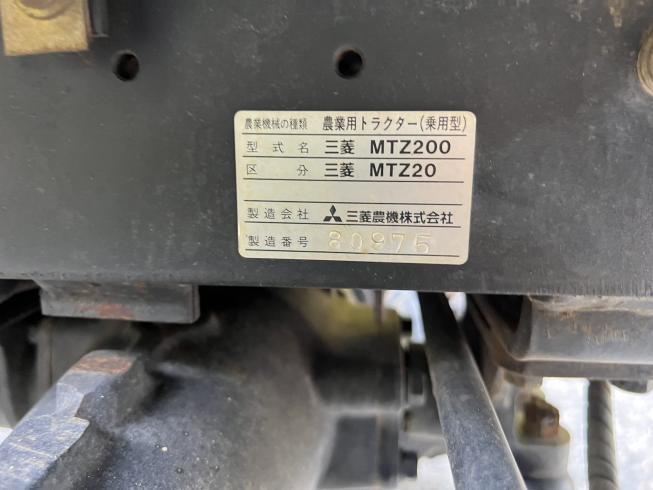 農業機械の種類 農業用トラクター(乗用型)
型式名 三菱 MTZ200
区分 三菱 MTZ20
製造会社 三菱農機株式会社
製造番号 80975